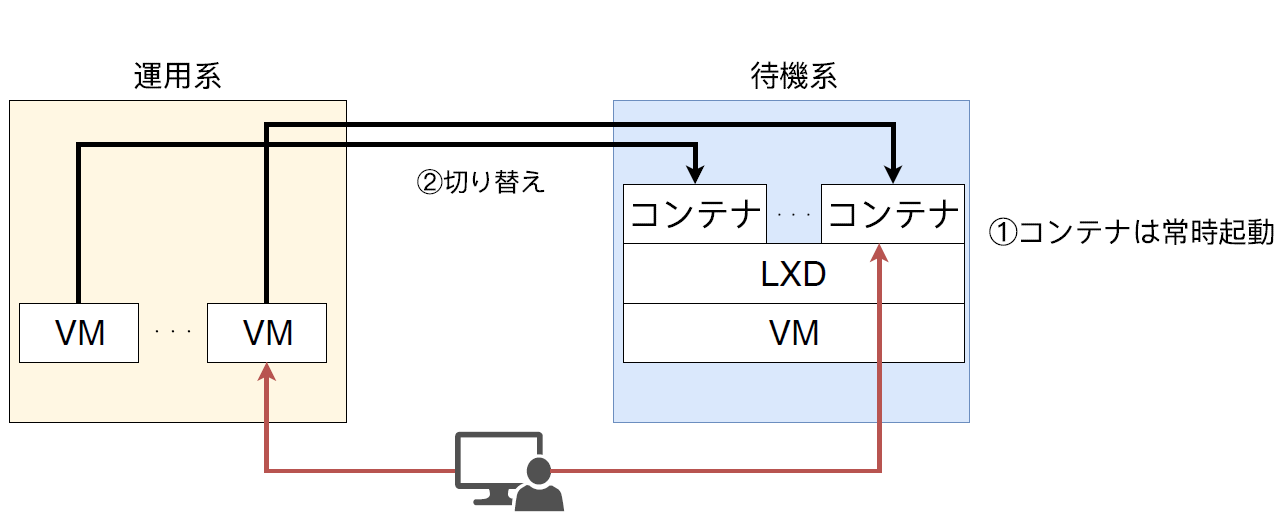 運用系
待機系
②切り替え
コンテナ ・・・ コンテナ
①コンテナは常時起動
LXD
VM ・・・ VM
VM